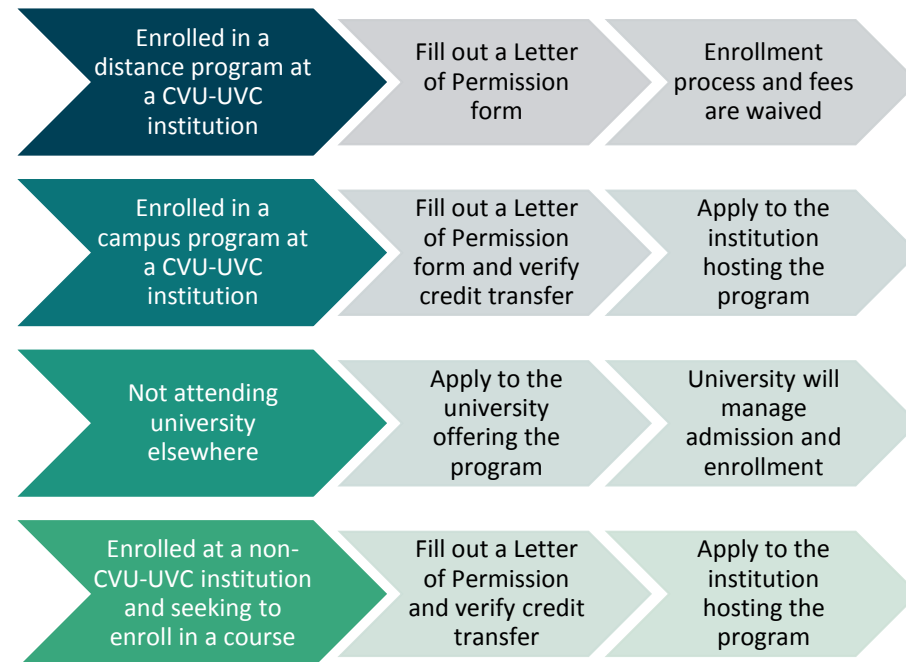 Enrolled in a
distance program at
a CVU-UVC
institution
Fill out a Letter
of Permission
form
Enrollment
process and fees
are waived
Enrolled in a
campus program at
a CVU-UVC
institution
Fill out a Letter
of Permission
form and verify
credit transfer
Apply to the
institution
hosting the
program
Not attending
university
elsewhere
Apply to the
university
offering the
program
University will
manage
admission and
enrollment
Enrolled at a non-
CVU-UVC institution
and seeking to
enroll in a course
Fill out a Letter
of Permission
and verify credit
transfer
Apply to the
institution
hosting the
program